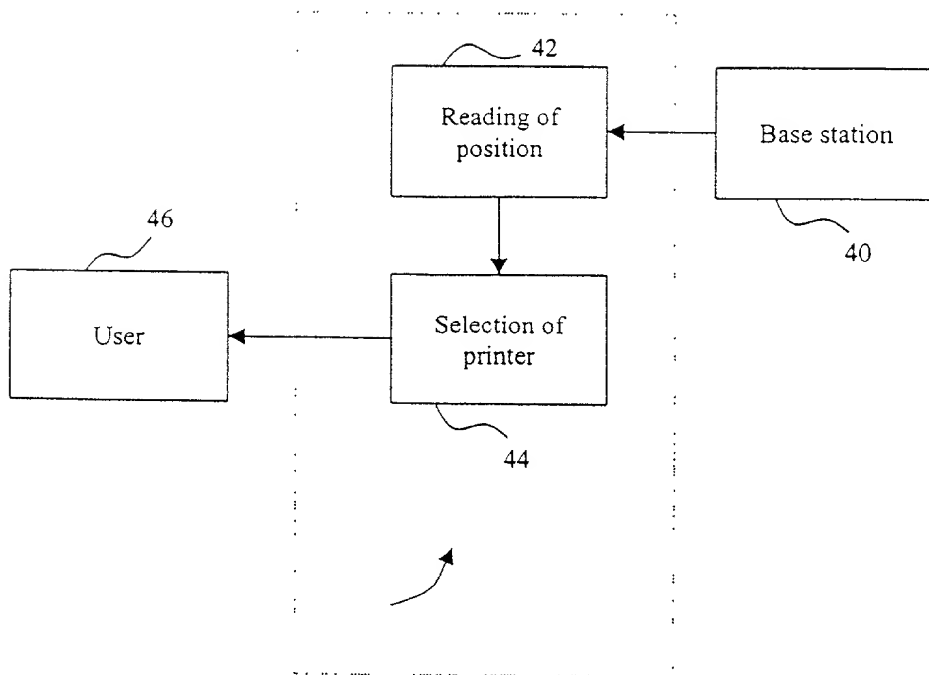 42
Reading of
position
Base station
40
46
User
Selection of
printer
44